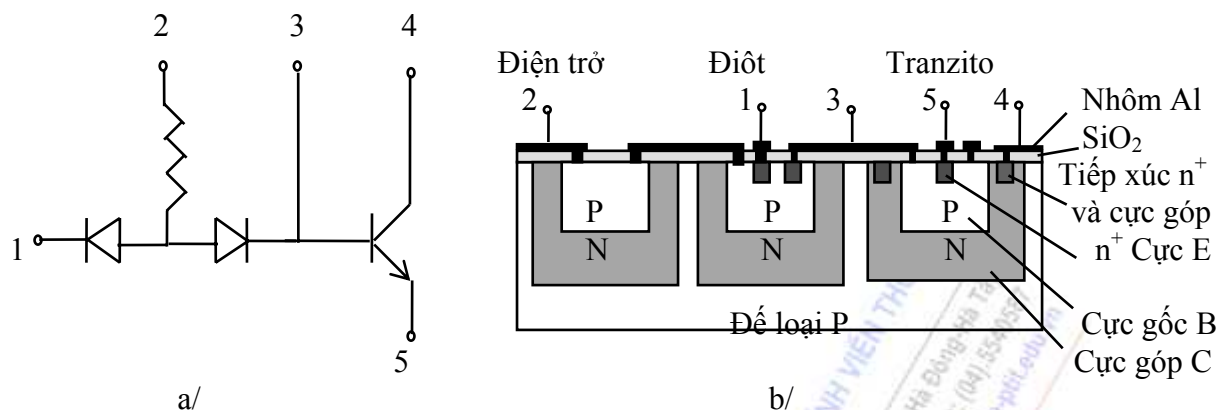 2 3 4
1
5
a/
Điện trở Điôt Tranzito
2 1 3 5 4
Nhôm Al
SiO2
Tiếp xúc n+
và cực góp
n+ Cực E
P P P
N N N
Đế loại P
Cực gốc B
Cực góp C
b/